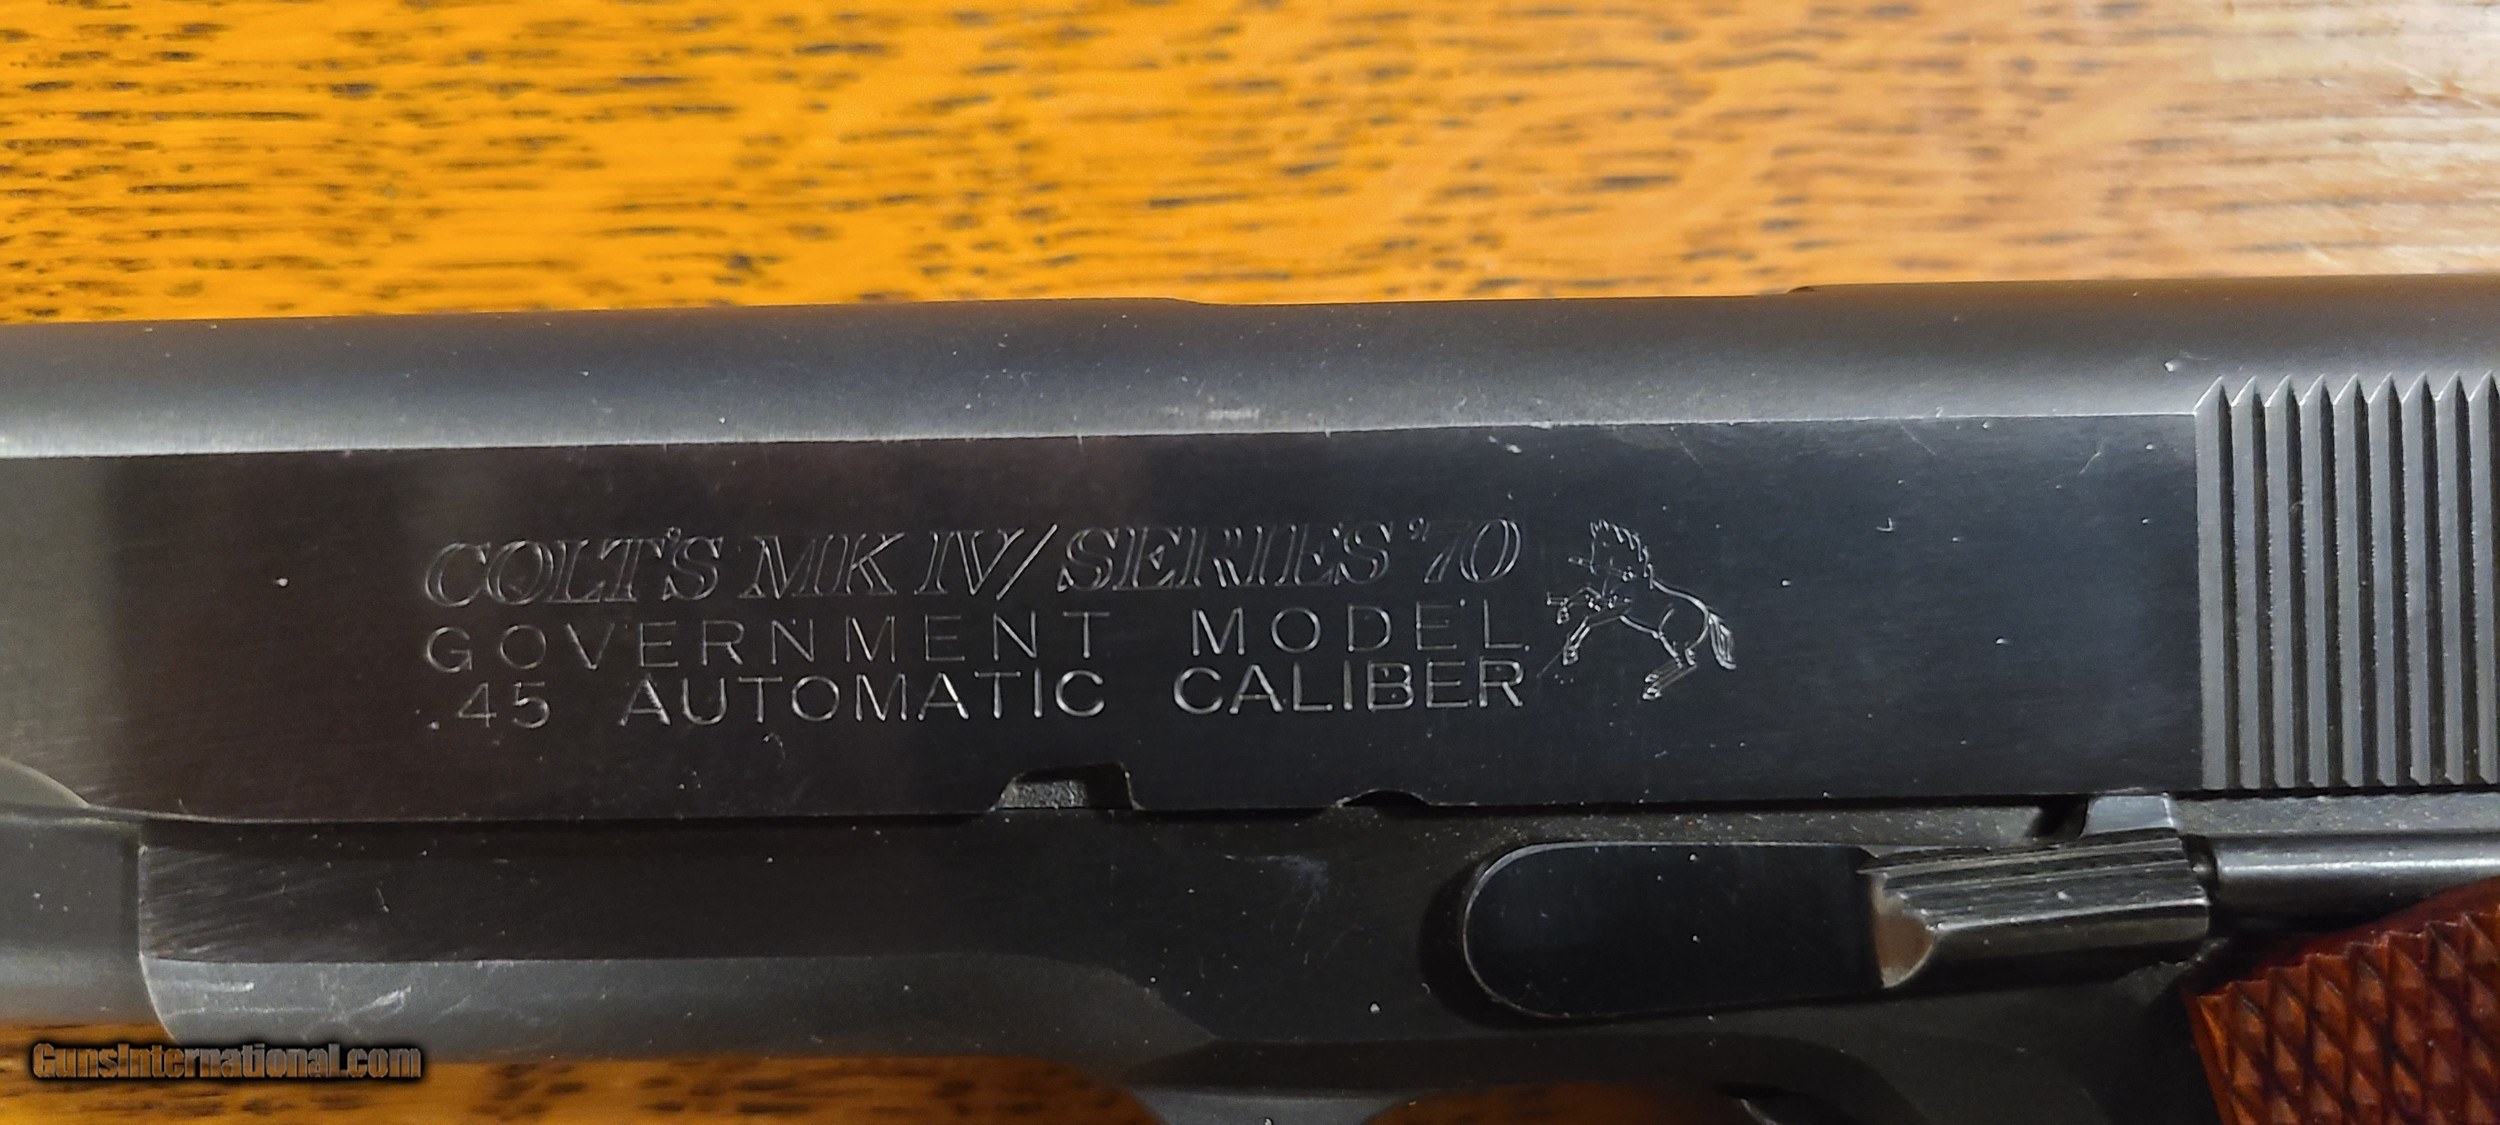 COLT'S MK IV/SERIES '70
GOVERNMENT MODEL
.45 AUTOMATIC CALIBER
GunsInternational.com